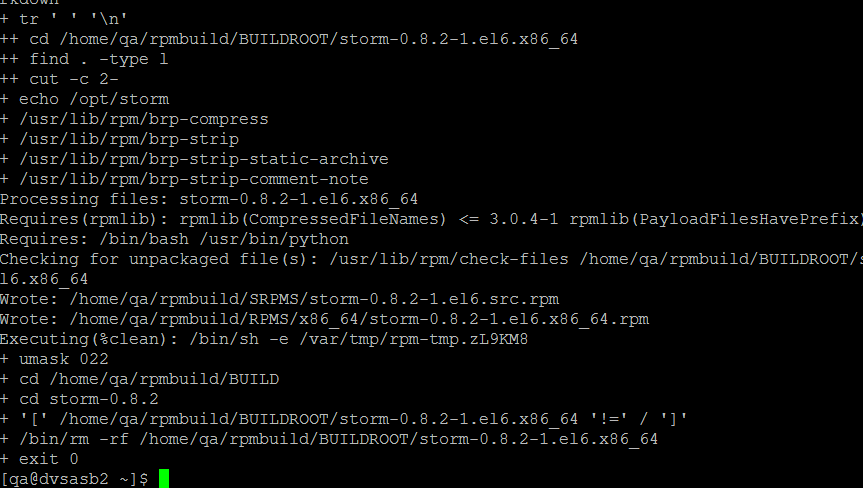 rkdown
+ tr ' ' '\n'
++ cd /home/qa/rpmbuild/BUILDROOT/storm-0.8.2-1.el6.x86_64
++ find . -type l
++ cut -c 2-
+ echo /opt/storm
+ /usr/lib/rpm/brp-compress
+ /usr/lib/rpm/brp-strip
+ /usr/lib/rpm/brp-strip-static-archive
+ /usr/lib/rpm/brp-strip-comment-note
Processing files: storm-0.8.2-1.el6.x86_64
Requires(rpmlib): rpmlib(CompressedFileNames) <= 3.0.4-1 rpmlib(PayloadFilesHavePrefix)
Requires: /bin/bash /usr/bin/python
Checking for unpackaged file(s): /usr/lib/rpm/check-files /home/qa/rpmbuild/BUILDROOT/s
l6.x86_64
Wrote: /home/qa/rpmbuild/SRPMS/storm-0.8.2-1.el6.src.rpm
Wrote: /home/qa/rpmbuild/RPMS/x86_64/storm-0.8.2-1.el6.x86_64.rpm
Executing(%clean): /bin/sh -e /var/tmp/rpm-tmp.zL9KM8
+ umask 022
+ cd /home/qa/rpmbuild/BUILD
+ cd storm-0.8.2
+ '[' /home/qa/rpmbuild/BUILDROOT/storm-0.8.2-1.el6.x86_64 '!=' / ']'
+ /bin/rm -rf /home/qa/rpmbuild/BUILDROOT/storm-0.8.2-1.el6.x86_64
+ exit 0
[qa@dvsasb2 ~]$